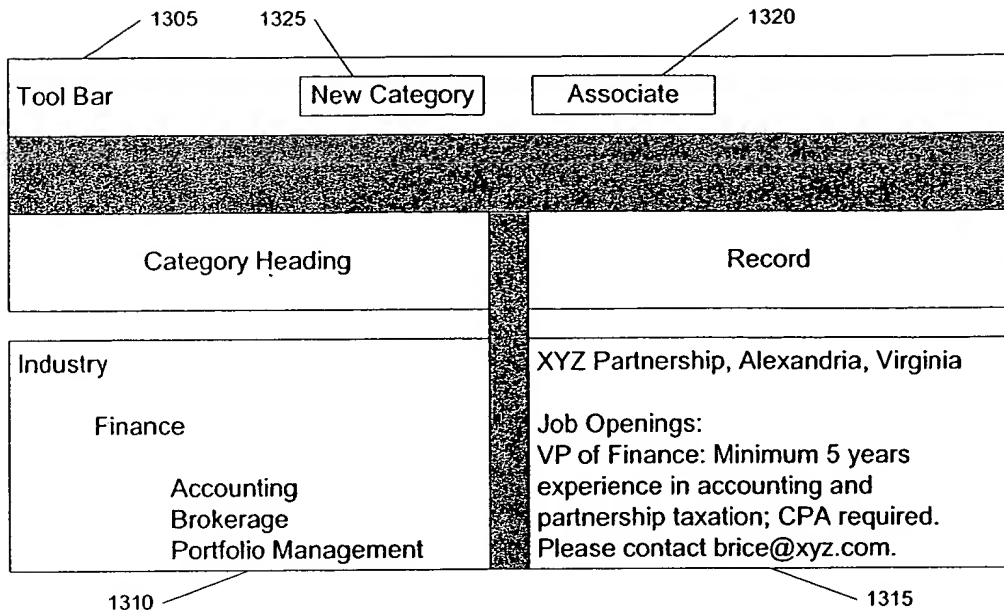 1305 1325 1320
Tool Bar New Category Associate
Category Heading Record
Industry
Finance
Accounting
Brokerage
Portfolio Management
XYZ Partnership, Alexandria, Virginia
Job Openings:
VP of Finance: Minimum 5 years
experience in accounting and
partnership taxation; CPA required.
Please contact brice@xyz.com.
1310 1315